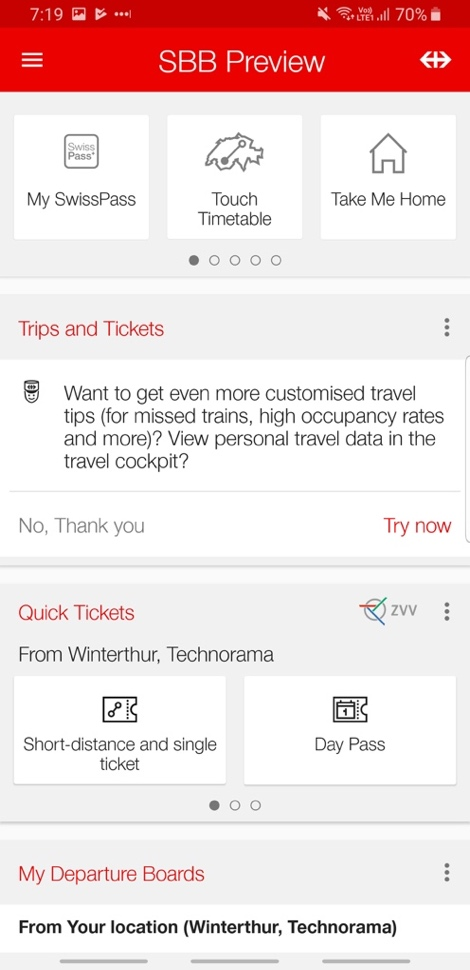 7:19
Vo)) LTE1 70%
SBB Preview
Swiss
Pass+
My SwissPass
Touch
Timetable
Take Me Home
Trips and Tickets
Want to get even more customised travel
tips (for missed trains, high occupancy rates
and more)? View personal travel data in the
travel cockpit?
No, Thank you
Try now
Quick Tickets
ZVV
From Winterthur, Technorama
1
Short-distance and single
ticket
Day Pass
My Departure Boards
From Your location (Winterthur, Technorama)